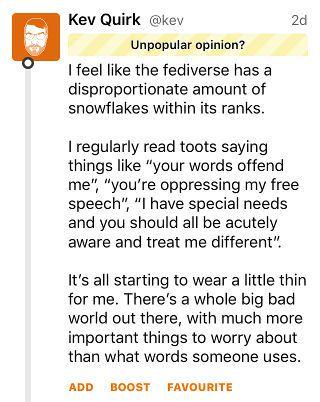 Kev Quirk @kev 2d
Unpopular opinion?
I feel like the fediverse has a
disproportionate amount of
snowflakes within its ranks.
I regularly read toots saying
things like “your words offend
me”, “you’re oppressing my free
speech”, “I have special needs
and you should all be acutely
aware and treat me different”.
It’s all starting to wear a little thin
for me. There’s a whole big bad
world out there, with much more
important things to worry about
than what words someone uses.
ADD BOOST FAVOURITE